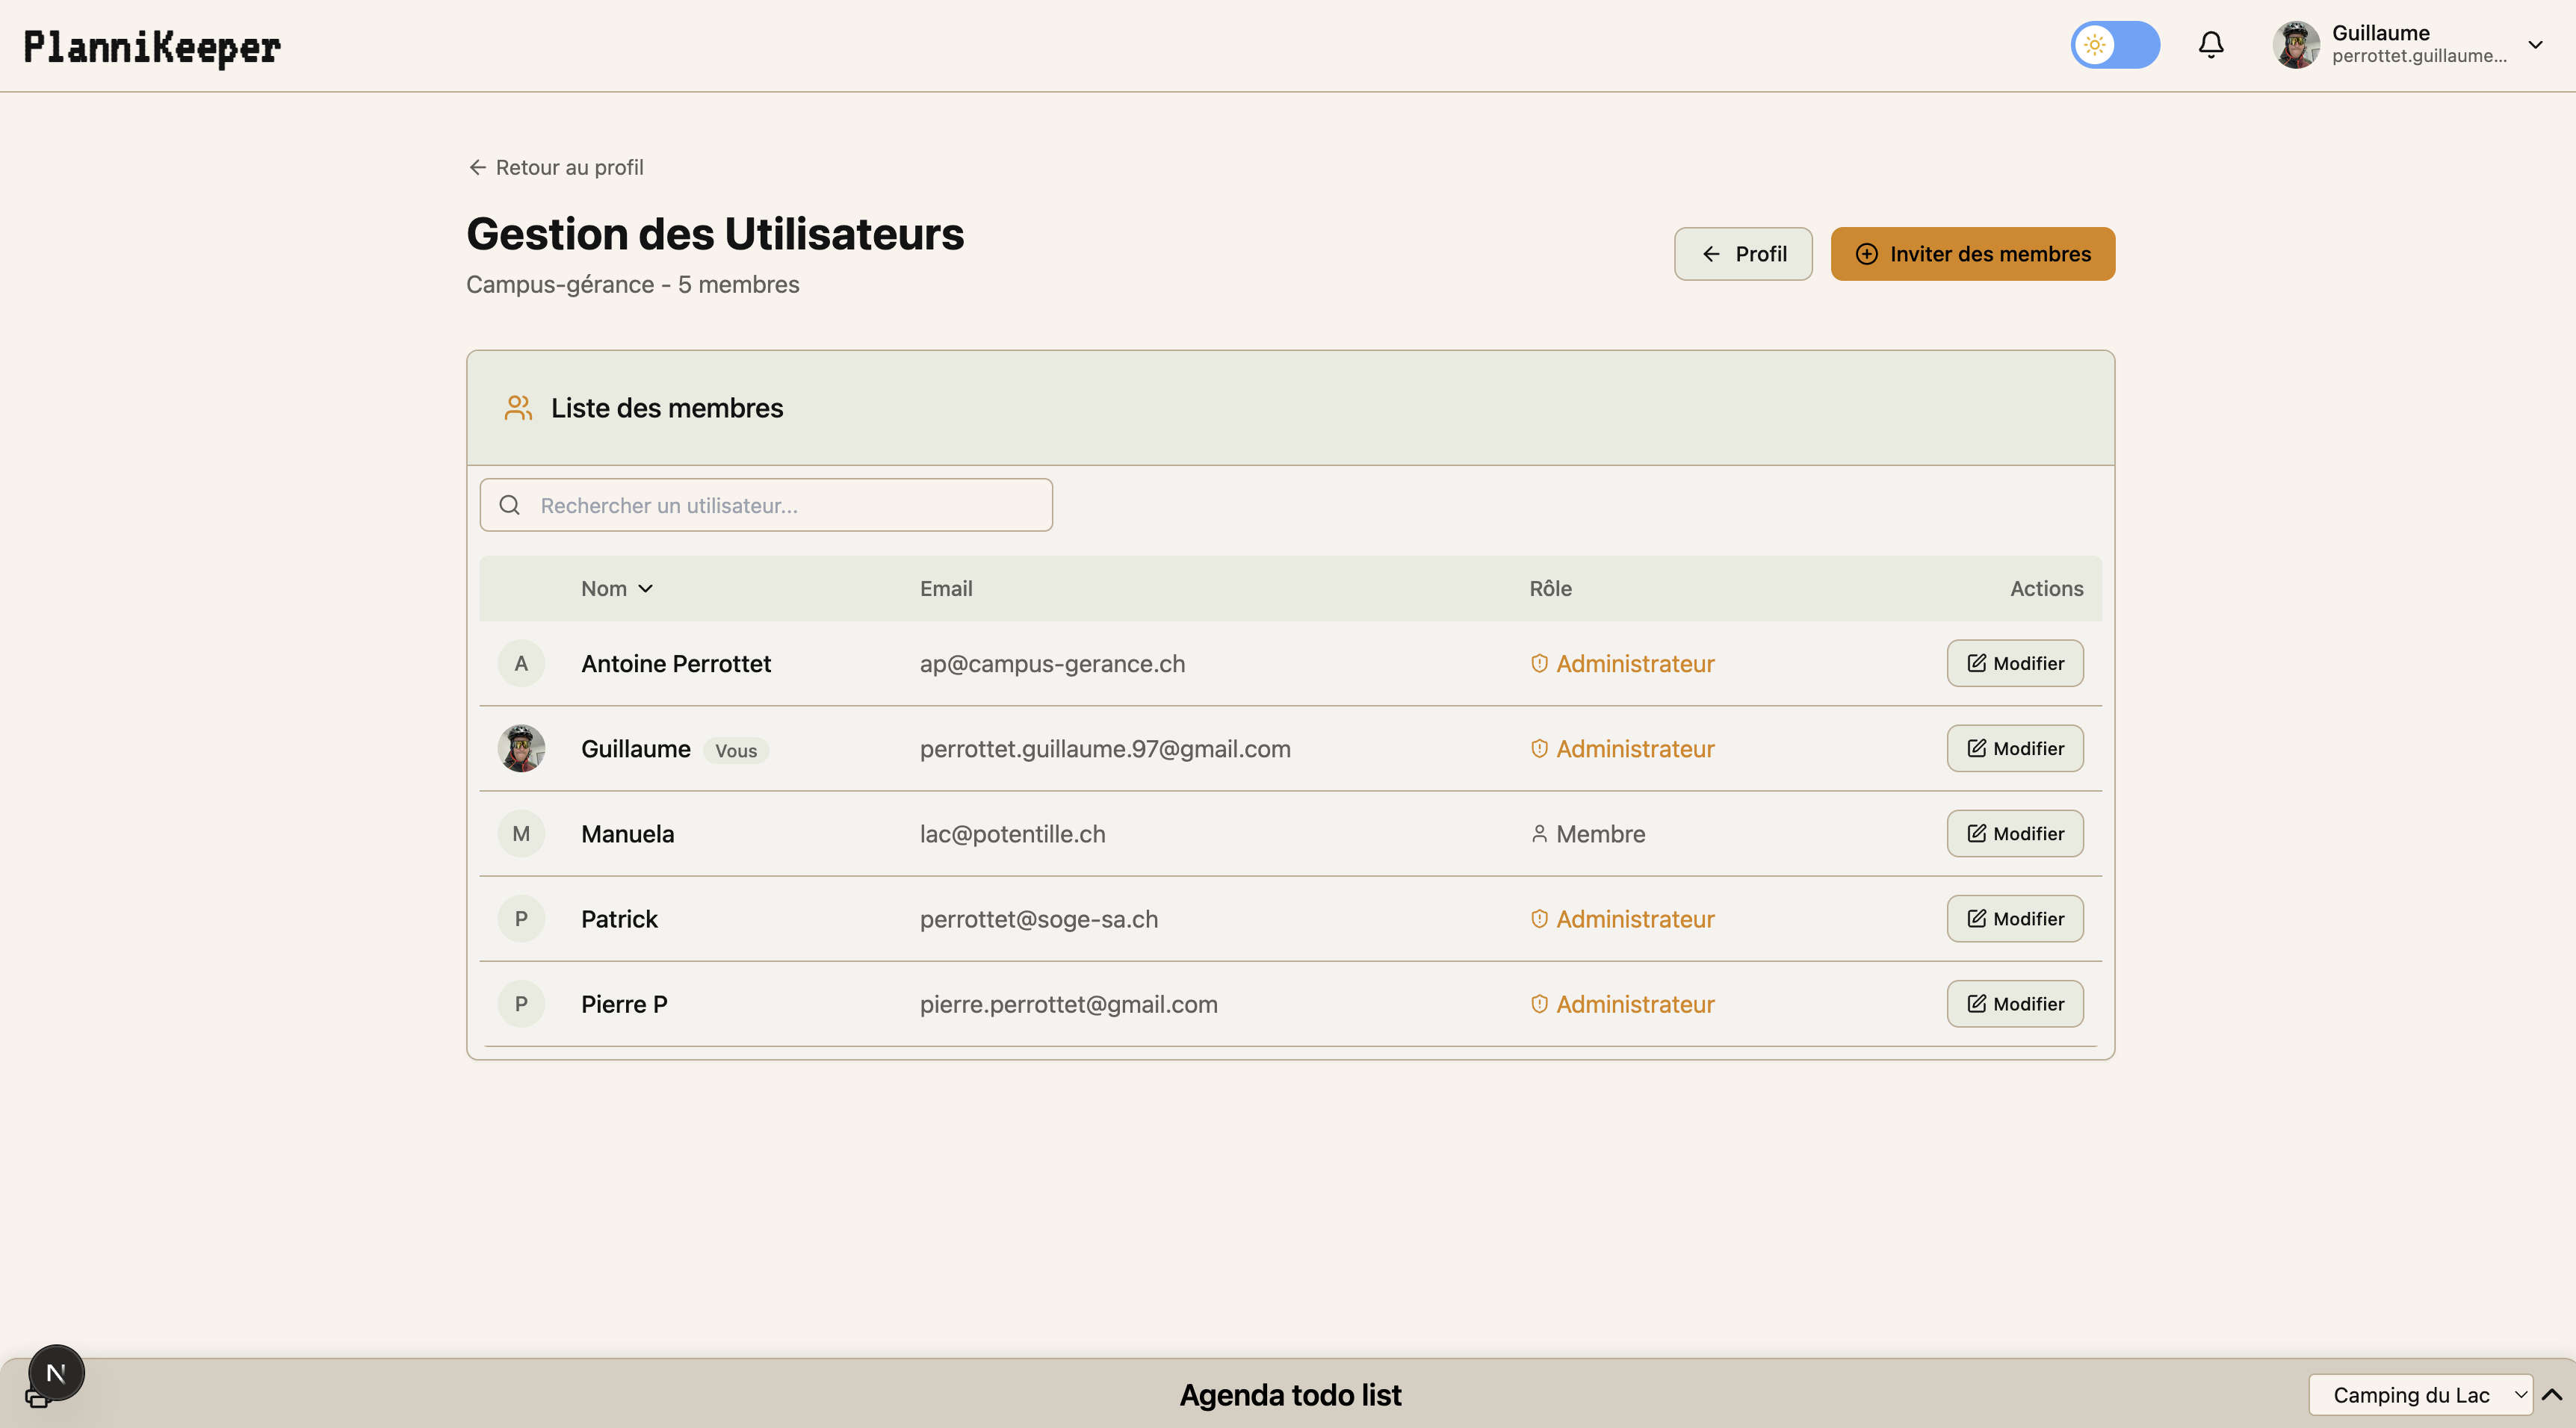 PlanniKeeper
Guillaume
perrottet.guillaume...
Retour au profil
Gestion des Utilisateurs
Campus-gérance - 5 membres
Profil
Inviter des membres
Liste des membres
Rechercher un utilisateur...
Nom Email Rôle Actions
A Antoine Perrottet ap@campus-gerance.ch Administrateur Modifier
Guillaume Vous perrottet.guillaume.97@gmail.com Administrateur Modifier
M Manuela lac@potentille.ch Membre Modifier
P Patrick perrottet@soge-sa.ch Administrateur Modifier
P Pierre P pierre.perrottet@gmail.com Administrateur Modifier
N
Agenda todo list
Camping du Lac